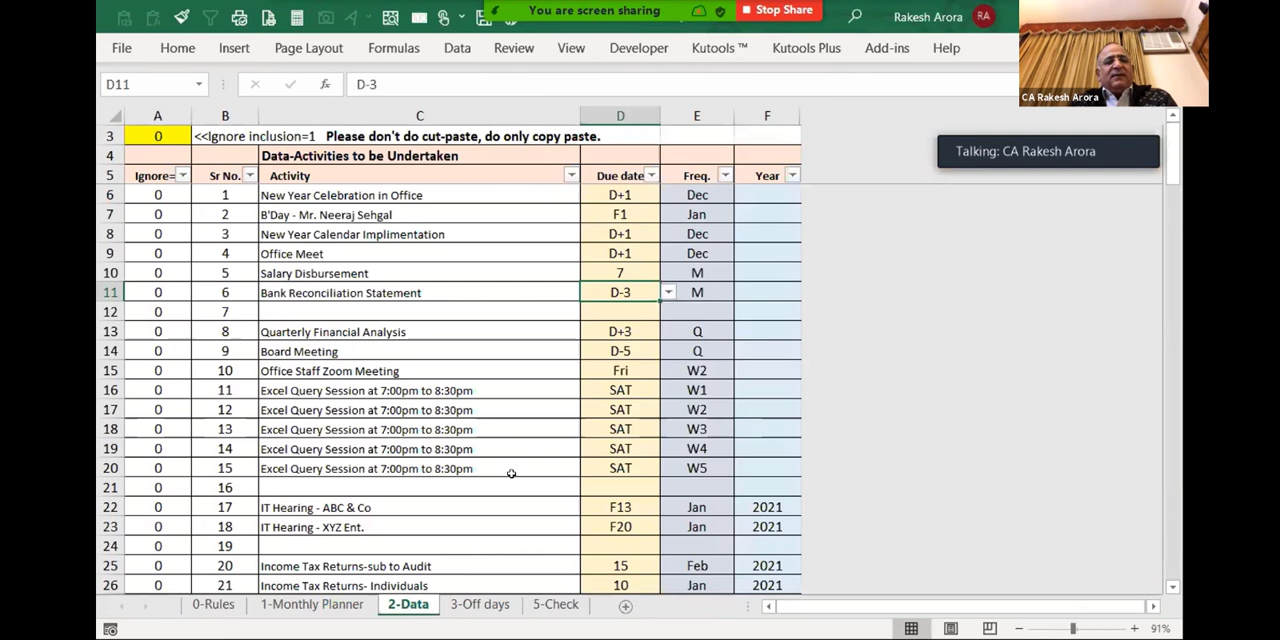 You are screen sharing
Stop Share
Rakesh Arora RA
File Home Insert Page Layout Formulas Data Review View Developer Kutools ™ Kutools Plus Add-ins Help
CA Rakesh Arora
D11 fx D-3
A B C D E F
3 0 <<Ignore inclusion=1 Please don't do cut-paste, do only copy paste.
Talking: CA Rakesh Arora
4 Data-Activities to be Undertaken
5 Ignore= Sr No. Activity Due date Freq. Year
6 0 1 New Year Celebration in Office D+1 Dec
7 0 2 B'Day - Mr. Neeraj Sehgal F1 Jan
8 0 3 New Year Calendar Implimentation D+1 Dec
9 0 4 Office Meet D+1 Dec
10 0 5 Salary Disbursement 7 M
11 0 6 Bank Reconciliation Statement D-3 M
12 0 7
13 0 8 Quarterly Financial Analysis D+3 Q
14 0 9 Board Meeting D-5 Q
15 0 10 Office Staff Zoom Meeting Fri W2
16 0 11 Excel Query Session at 7:00pm to 8:30pm SAT W1
17 0 12 Excel Query Session at 7:00pm to 8:30pm SAT W2
18 0 13 Excel Query Session at 7:00pm to 8:30pm SAT W3
19 0 14 Excel Query Session at 7:00pm to 8:30pm SAT W4
20 0 15 Excel Query Session at 7:00pm to 8:30pm SAT W5
21 0 16
22 0 17 IT Hearing - ABC & Co F13 Jan 2021
23 0 18 IT Hearing - XYZ Ent. F20 Jan 2021
24 0 19
25 0 20 Income Tax Returns-sub to Audit 15 Feb 2021
26 0 21 Income Tax Returns- Individuals 10 Jan 2021
0-Rules 1-Monthly Planner 2-Data 3-Off days 5-Check
91%